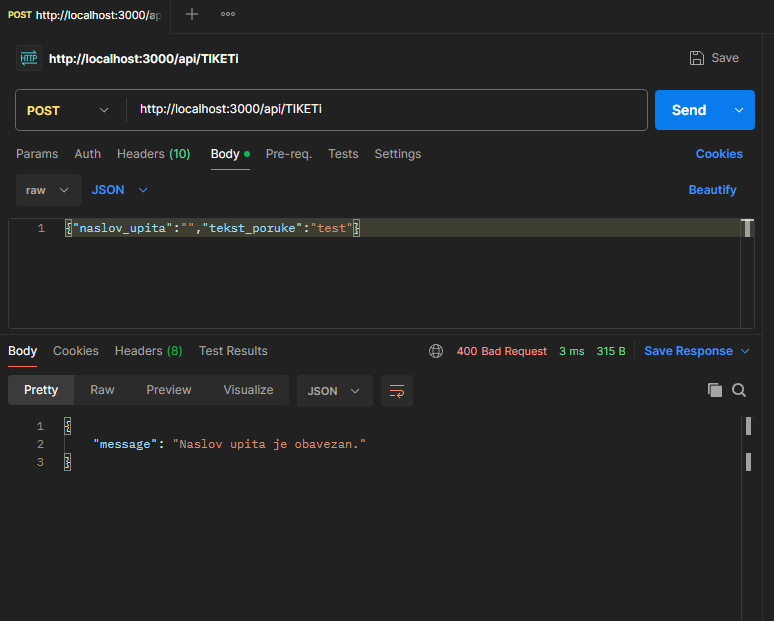 POST http://localhost:3000/ap
http://localhost:3000/api/TIKETI
Save
POST http://localhost:3000/api/TIKETI Send
Params Auth Headers (10) Body Pre-req. Tests Settings Cookies
raw JSON Beautify
1 {"naslov_upita":"","tekst_poruke":"test"}
Body Cookies Headers (8) Test Results 400 Bad Request 3 ms 315 B Save Response
Pretty Raw Preview Visualize JSON
1 {
2 "message": "Naslov upita je obavezan."
3 }